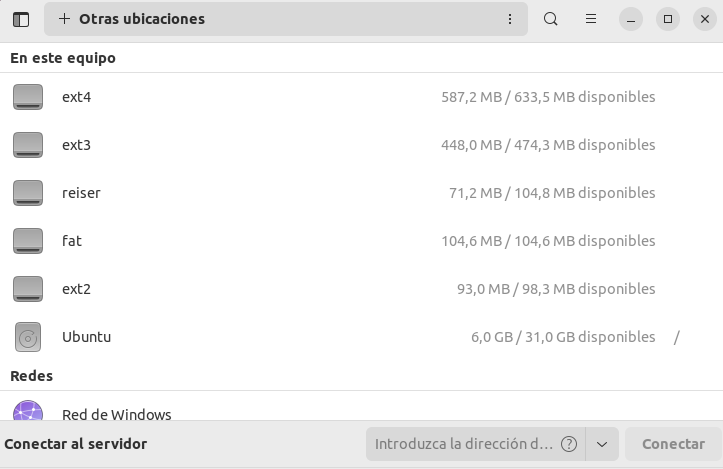 + Otras ubicaciones
En este equipo
ext4 587,2 MB / 633,5 MB disponibles
ext3 448,0 MB / 474,3 MB disponibles
reiser 71,2 MB / 104,8 MB disponibles
fat 104,6 MB / 104,6 MB disponibles
ext2 93,0 MB / 98,3 MB disponibles
Ubuntu 6,0 GB / 31,0 GB disponibles /
Redes
Red de Windows
Conectar al servidor Introduzca la dirección d... ? Conectar